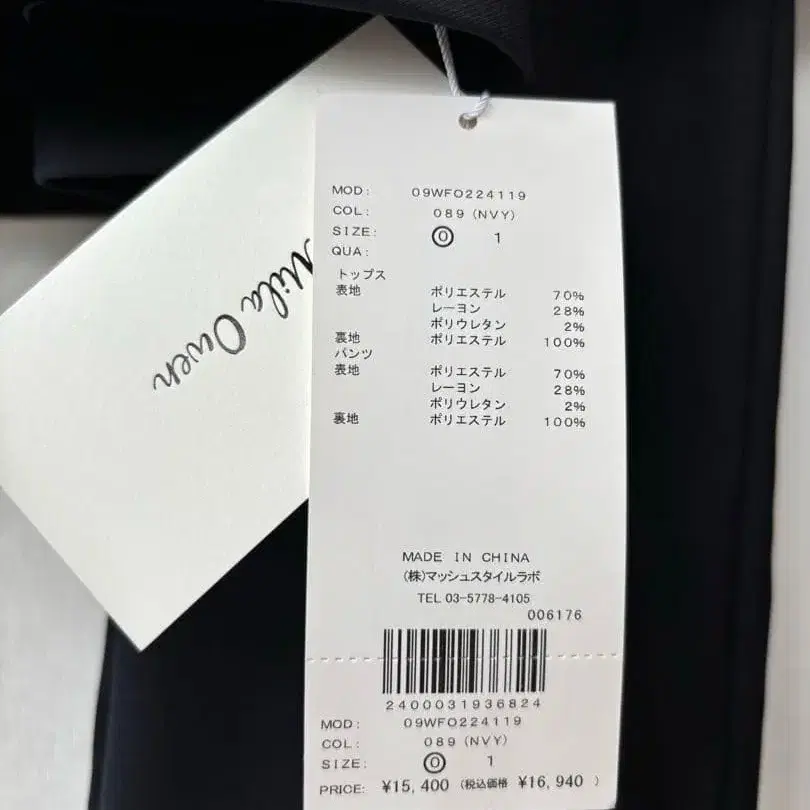 Mila Owen
MOD: 09WFO224119
COL: 089 (NVY)
SIZE: ⓪ 1
QUA:
トップス
表地 ポリエステル 70%
レーヨン 28%
ポリウレタン 2%
裏地 ポリエステル 100%
パンツ
表地 ポリエステル 70%
レーヨン 28%
ポリウレタン 2%
裏地 ポリエステル 100%
MADE IN CHINA
(株)マッシュスタイルラボ
TEL 03-5778-4105
006176
2400031936824
MOD: 09WFO224119
COL: 089 (NVY)
SIZE: ⓪ 1
PRICE: ¥15,400 (税込価格 ¥16,940 )